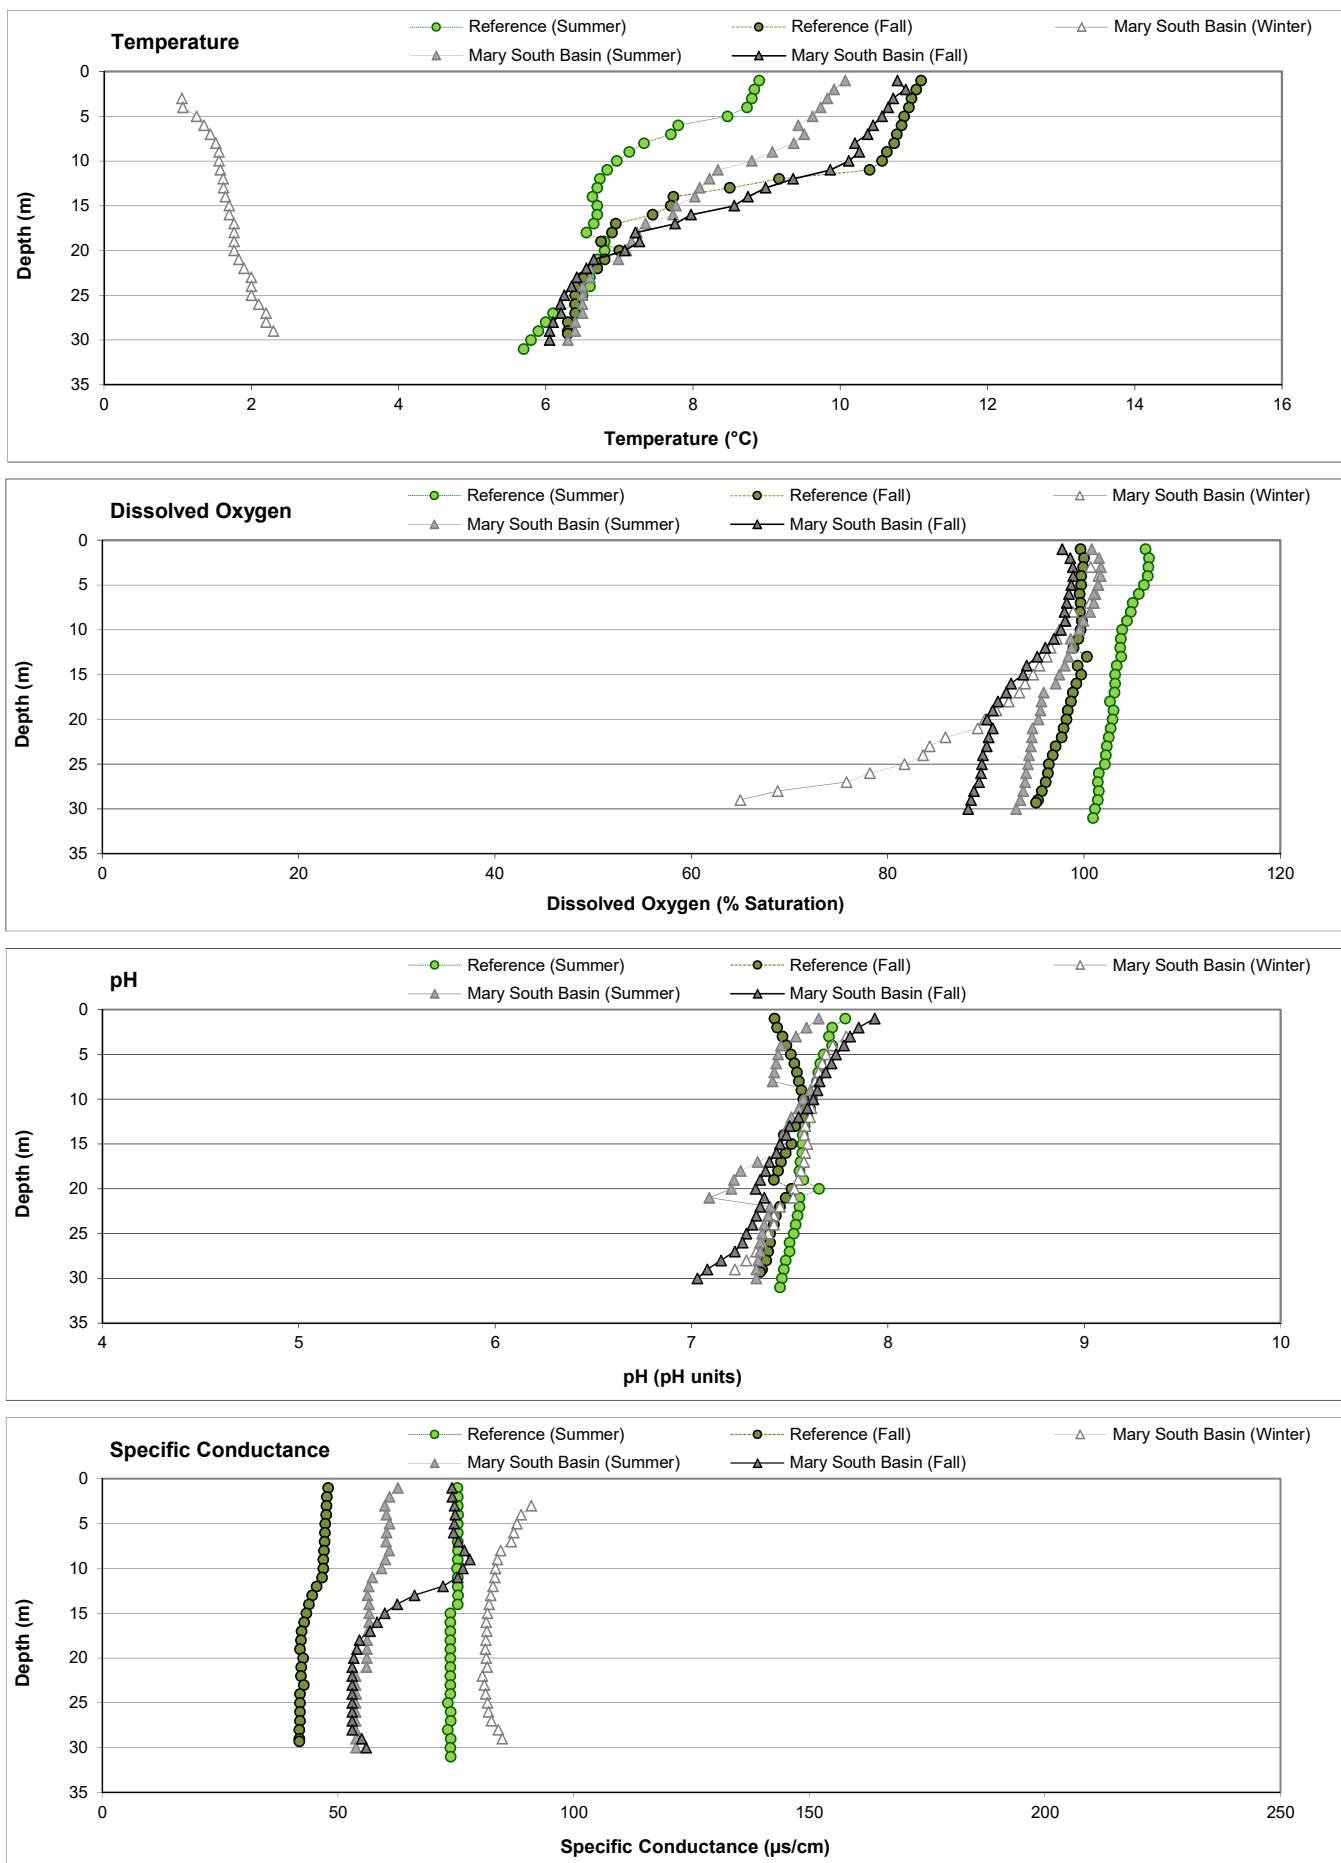 Temperature
Reference (Summer) Reference (Fall) Mary South Basin (Winter)
Mary South Basin (Summer) Mary South Basin (Fall)
0
5
10
15
20
25
30
35
Depth (m)
0 2 4 6 8 10 12 14 16
Temperature (°C)
Dissolved Oxygen
Reference (Summer) Reference (Fall) Mary South Basin (Winter)
Mary South Basin (Summer) Mary South Basin (Fall)
0
5
10
15
20
25
30
35
Depth (m)
0 20 40 60 80 100 120
Dissolved Oxygen (% Saturation)
pH
Reference (Summer) Reference (Fall) Mary South Basin (Winter)
Mary South Basin (Summer) Mary South Basin (Fall)
0
5
10
15
20
25
30
35
Depth (m)
4 5 6 7 8 9 10
pH (pH units)
Specific Conductance
Reference (Summer) Reference (Fall) Mary South Basin (Winter)
Mary South Basin (Summer) Mary South Basin (Fall)
0
5
10
15
20
25
30
35
Depth (m)
0 50 100 150 200 250
Specific Conductance (µs/cm)